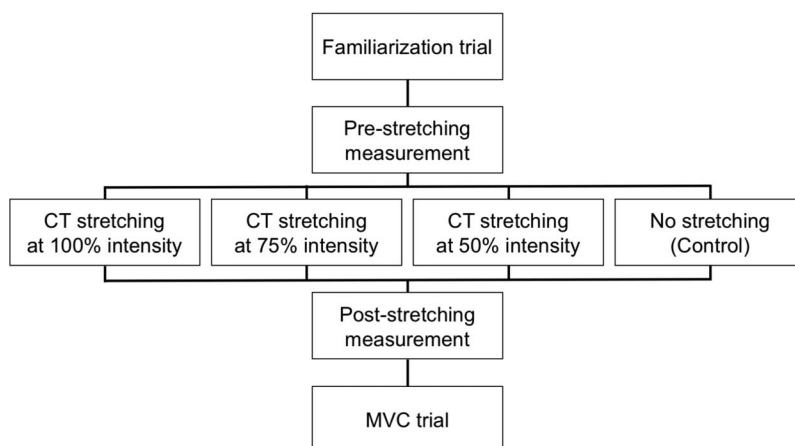 Familiarization trial
Pre-stretching
measurement
CT stretching
at 100% intensity
CT stretching
at 75% intensity
CT stretching
at 50% intensity
No stretching
(Control)
Post-stretching
measurement
MVC trial